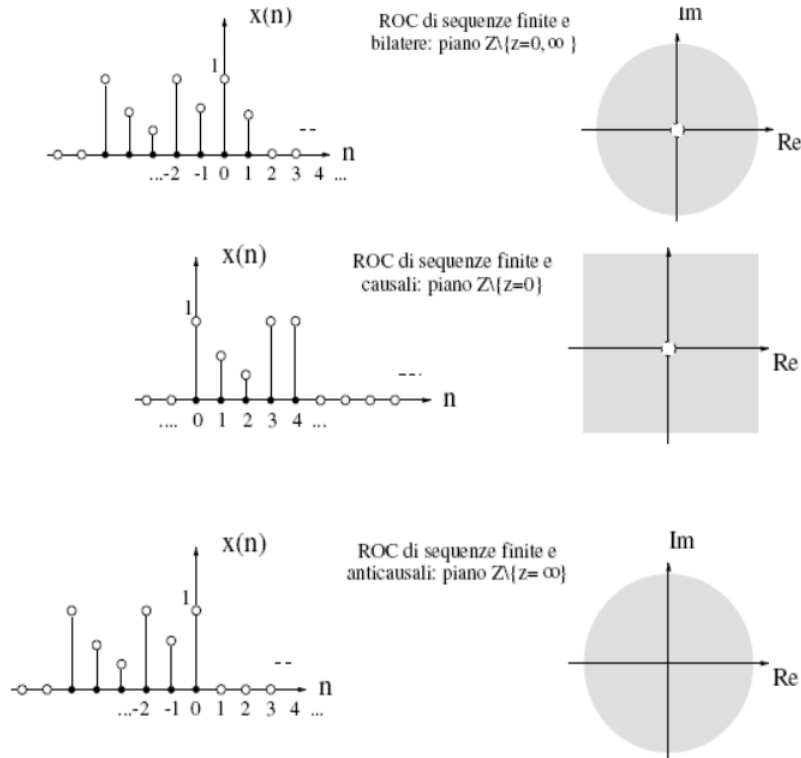 x(n)
ROC di sequenze finite e
bilatere: piano Z\{z=0, ∞ }
Im
1
--
n
Re
...-2 -1 0 1 2 3 4 ...
x(n)
ROC di sequenze finite e
causali: piano Z\{z=0}
1
---
n
Re
.... 0 1 2 3 4 ...
x(n)
ROC di sequenze finite e
anticausali: piano Z\{z= ∞}
Im
1
--
n
Re
...-2 -1 0 1 2 3 4 ...